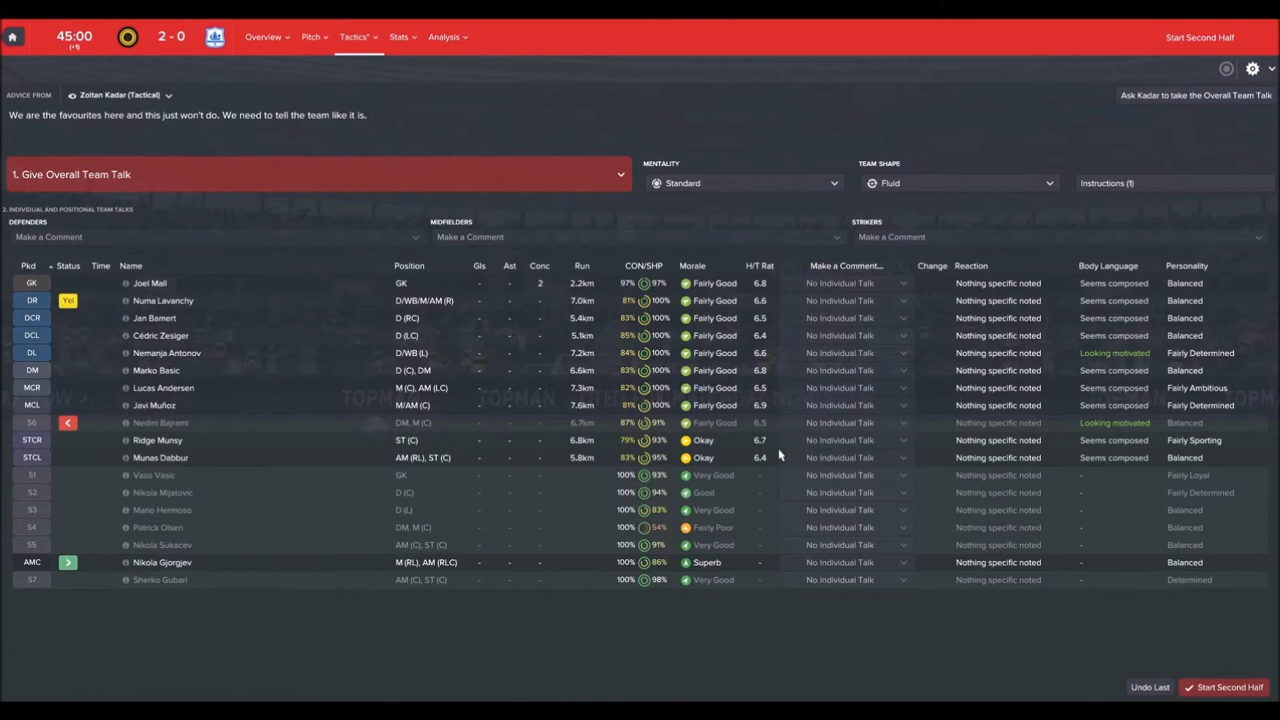 45:00 (+1) 2 - 0 Overview Pitch Tactics* Stats Analysis Start Second Half
ADVICE FROM Zoltan Kadar (Tactical) Ask Kadar to take the Overall Team Talk
We are the favourites here and this just won't do. We need to tell the team like it is.
MENTALITY TEAM SHAPE
1. Give Overall Team Talk Standard Fluid Instructions (1)
2. INDIVIDUAL AND POSITIONAL TEAM TALKS
DEFENDERS MIDFIELDERS STRIKERS
Make a Comment Make a Comment Make a Comment
Pkd Status Time Name Position Gls Ast Conc Run CON/SHP Morale H/T Rat Make a Comment... Change Reaction Body Language Personality
GK Joel Mall GK - - 2 2.2km 97% 97% Fairly Good 6.8 No Individual Talk Nothing specific noted Seems composed Balanced
DR Yel Numa Lavanchy D/WB/M/AM (R) - - - 7.0km 81% 100% Fairly Good 6.6 No Individual Talk Nothing specific noted Seems composed Balanced
DCR Jan Bamert D (RC) - - - 5.4km 83% 100% Fairly Good 6.5 No Individual Talk Nothing specific noted Seems composed Balanced
DCL Cédric Zesiger D (LC) - - - 5.1km 85% 100% Fairly Good 6.4 No Individual Talk Nothing specific noted Seems composed Balanced
DL Nemanja Antonov D/WB (L) - - - 7.2km 84% 100% Fairly Good 6.6 No Individual Talk Nothing specific noted Looking motivated Fairly Determined
DM Marko Basic D (C), DM - - - 6.6km 83% 100% Fairly Good 6.8 No Individual Talk Nothing specific noted Seems composed Balanced
MCR Lucas Andersen M (C), AM (LC) - - - 7.3km 82% 100% Fairly Good 6.5 No Individual Talk Nothing specific noted Seems composed Fairly Ambitious
MCL Javi Muñoz M/AM (C) - - - 7.6km 81% 100% Fairly Good 6.9 No Individual Talk Nothing specific noted Seems composed Fairly Determined
S6 Nedim Bajrami DM, M (C) - - - 6.7km 87% 91% Fairly Good 6.5 No Individual Talk Nothing specific noted Looking motivated Balanced
STCR Ridge Munsy ST (C) - - - 6.8km 79% 93% Okay 6.7 No Individual Talk Nothing specific noted Seems composed Fairly Sporting
STCL Munas Dabbur AM (RL), ST (C) - - - 5.8km 83% 95% Okay 6.4 No Individual Talk Nothing specific noted Seems composed Balanced
S1 Vaso Vasic GK - - - - 100% 93% Very Good - No Individual Talk Nothing specific noted - Fairly Loyal
S2 Nikola Mijatovic D (C) - - - - 100% 94% Good - No Individual Talk Nothing specific noted - Fairly Determined
S3 Mario Hermoso D (L) - - - - 100% 83% Very Good - No Individual Talk Nothing specific noted - Balanced
S4 Patrick Olsen DM, M (C) - - - - 100% 54% Fairly Poor - No Individual Talk Nothing specific noted - Balanced
S5 Nikola Sukacev AM (C), ST (C) - - - - 100% 91% Very Good - No Individual Talk Nothing specific noted - Balanced
AMC Nikola Gjorgjev M (RL), AM (RLC) - - - - 100% 86% Superb - No Individual Talk Nothing specific noted - Balanced
S7 Sherko Gubari AM (C), ST (C) - - - - 100% 98% Very Good - No Individual Talk Nothing specific noted - Determined
Undo Last Start Second Half